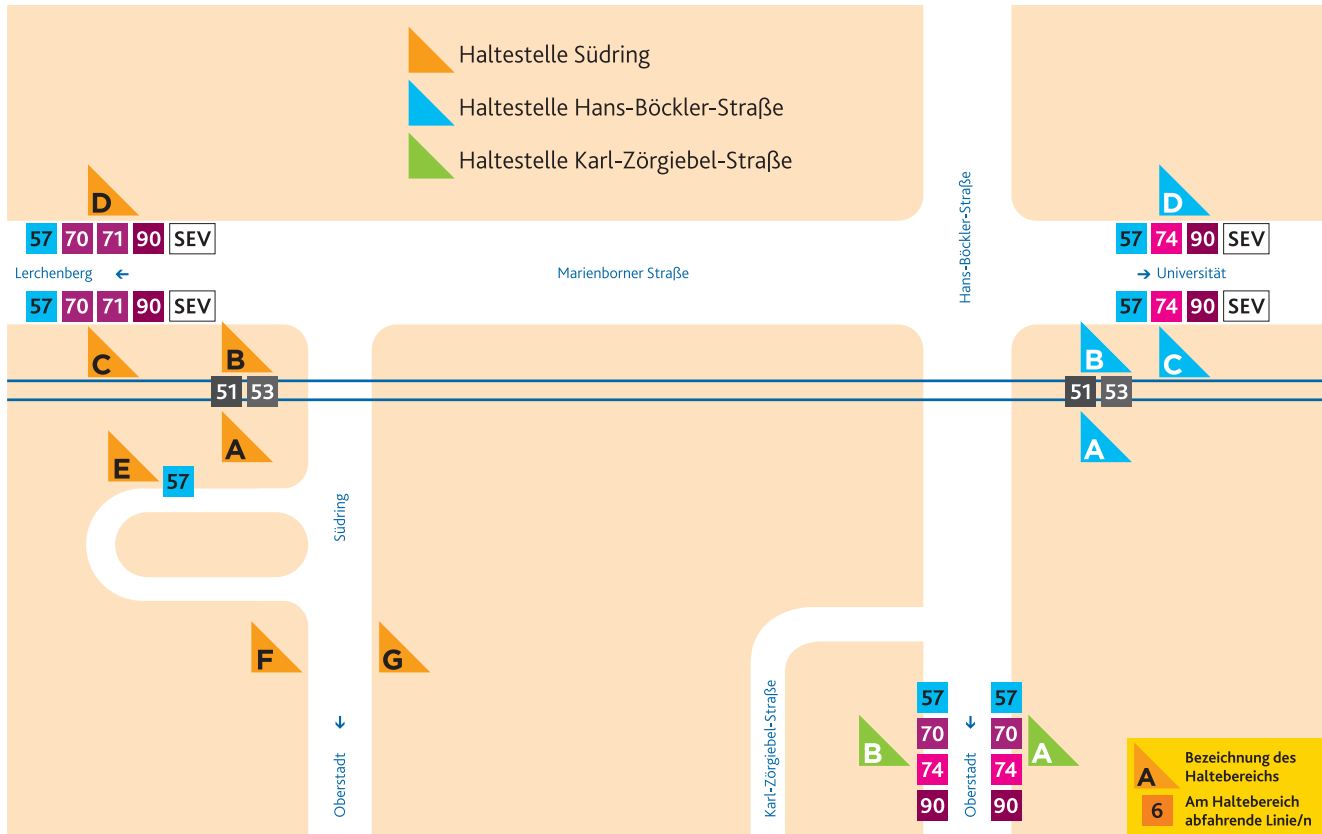 Haltestelle Südring
Haltestelle Hans-Böckler-Straße
Haltestelle Karl-Zörgiebel-Straße
D
57 70 71 90 SEV
Lerchenberg ←
57 70 71 90 SEV
C
B
51 53
A
E
57
Marienborner Straße
Hans-Böckler-Straße
D
57 74 90 SEV
→ Universität
57 74 90 SEV
B
C
51 53
A
Südring
F
G
Oberstadt ←
Karl-Zörgiebel-Straße
B
57
70
74
90
Oberstadt ←
57
70
74
90
A
A
Bezeichnung des
Haltebereichs
6
Am Haltebereich
abfahrende Linie/n